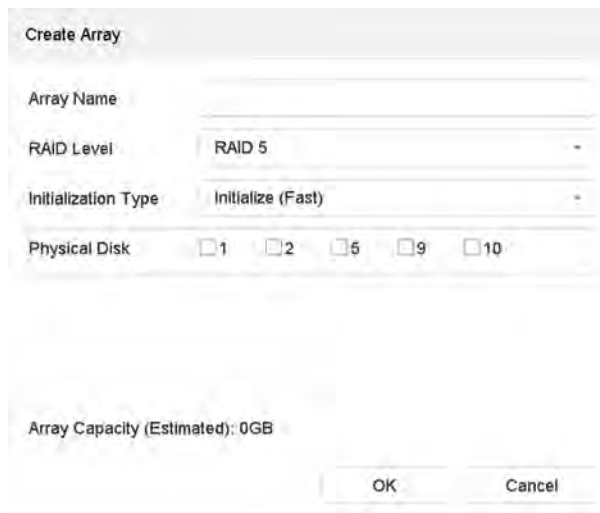 Create Array
Array Name
RAID Level RAID 5
Initialization Type Initialize (Fast)
Physical Disk 1 2 5 9 10
Array Capacity (Estimated): 0GB
OK Cancel